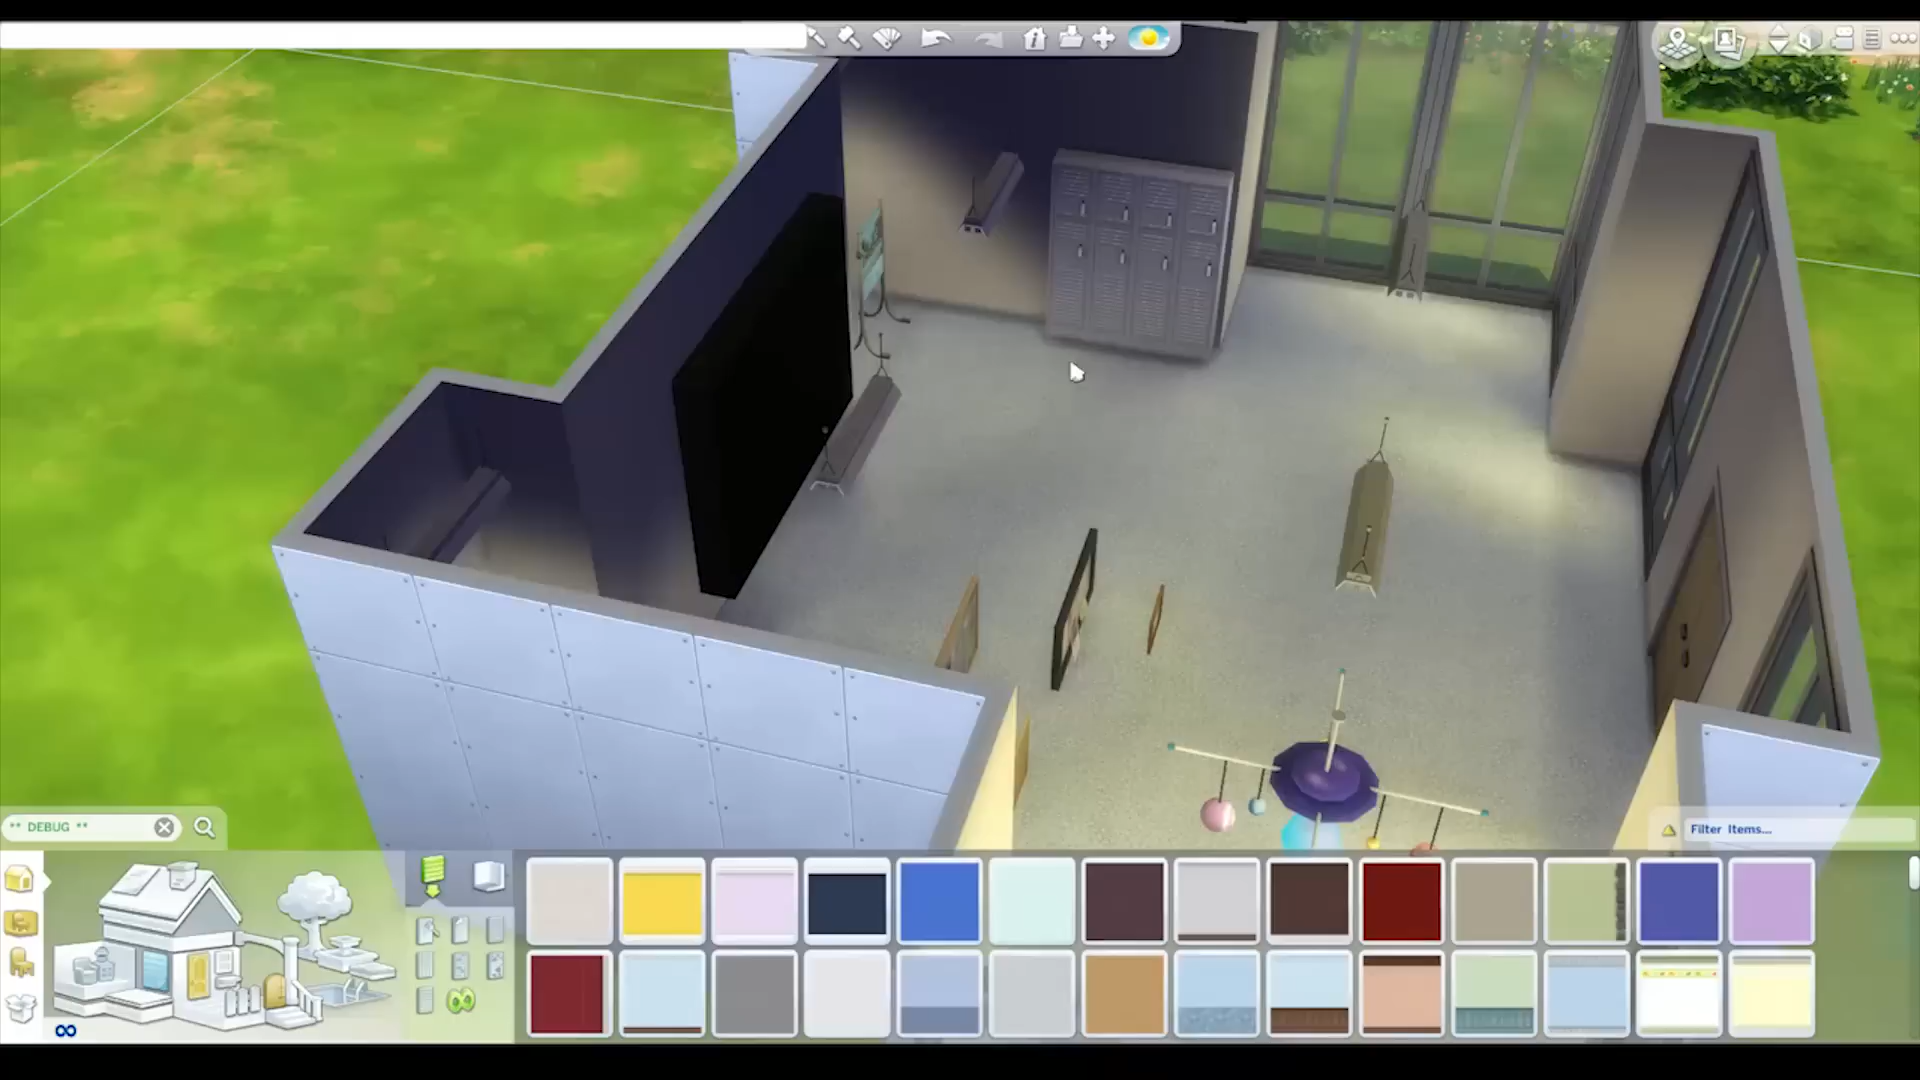 ** DEBUG **
Filter Items...
∞